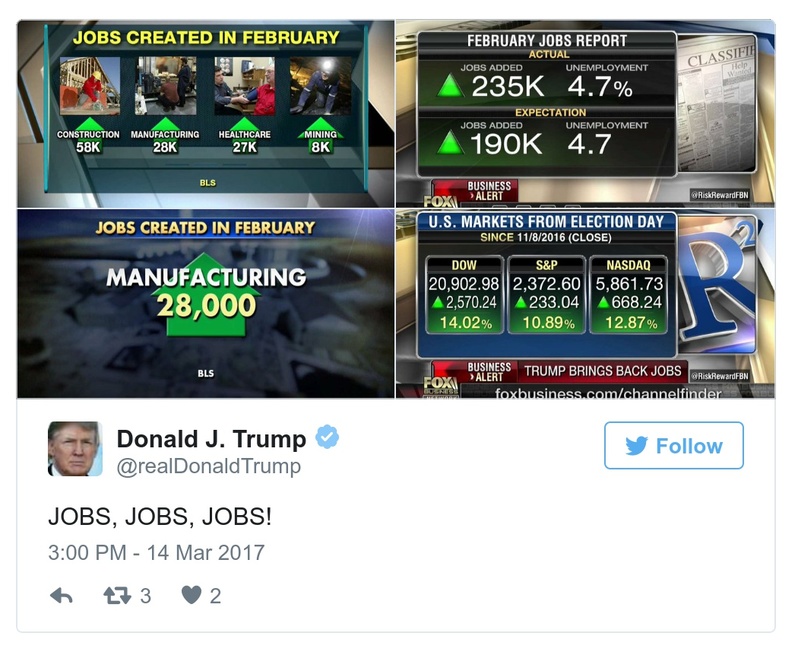 JOBS CREATED IN FEBRUARY
CONSTRUCTION MANUFACTURING HEALTHCARE MINING
58K 28K 27K 8K
BLS
FEBRUARY JOBS REPORT
ACTUAL
JOBS ADDED UNEMPLOYMENT
235K 4.7%
EXPECTATION
JOBS ADDED UNEMPLOYMENT
190K 4.7
CLASSIFIE
Help
Wanted
BUSINESS
ALERT
FOX
@RiskRewardFBN
JOBS CREATED IN FEBRUARY
MANUFACTURING
28,000
BLS
U.S. MARKETS FROM ELECTION DAY
SINCE 11/8/2016 (CLOSE)
DOW S&P NASDAQ
20,902.98 2,372.60 5,861.73
2,570.24 233.04 668.24
14.02% 10.89% 12.87%
R2
FOX
BUSINESS
BUSINESS
ALERT
TRUMP BRINGS BACK JOBS
@RiskRewardFBN
foxbusiness.com/channelfinder
Donald J. Trump
@realDonaldTrump
Follow
JOBS, JOBS, JOBS!
3:00 PM - 14 Mar 2017
3 2